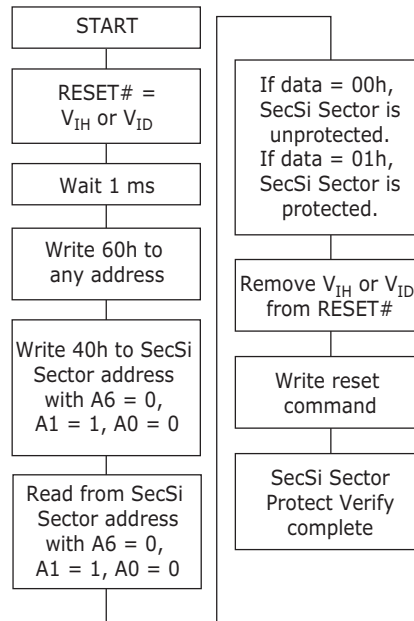 START
RESET# =
V_IH or V_ID
Wait 1 ms
Write 60h to
any address
Write 40h to SecSi
Sector address
with A6 = 0,
A1 = 1, A0 = 0
Read from SecSi
Sector address
with A6 = 0,
A1 = 1, A0 = 0
If data = 00h,
SecSi Sector is
unprotected.
If data = 01h,
SecSi Sector is
protected.
Remove V_IH or V_ID
from RESET#
Write reset
command
SecSi Sector
Protect Verify
complete